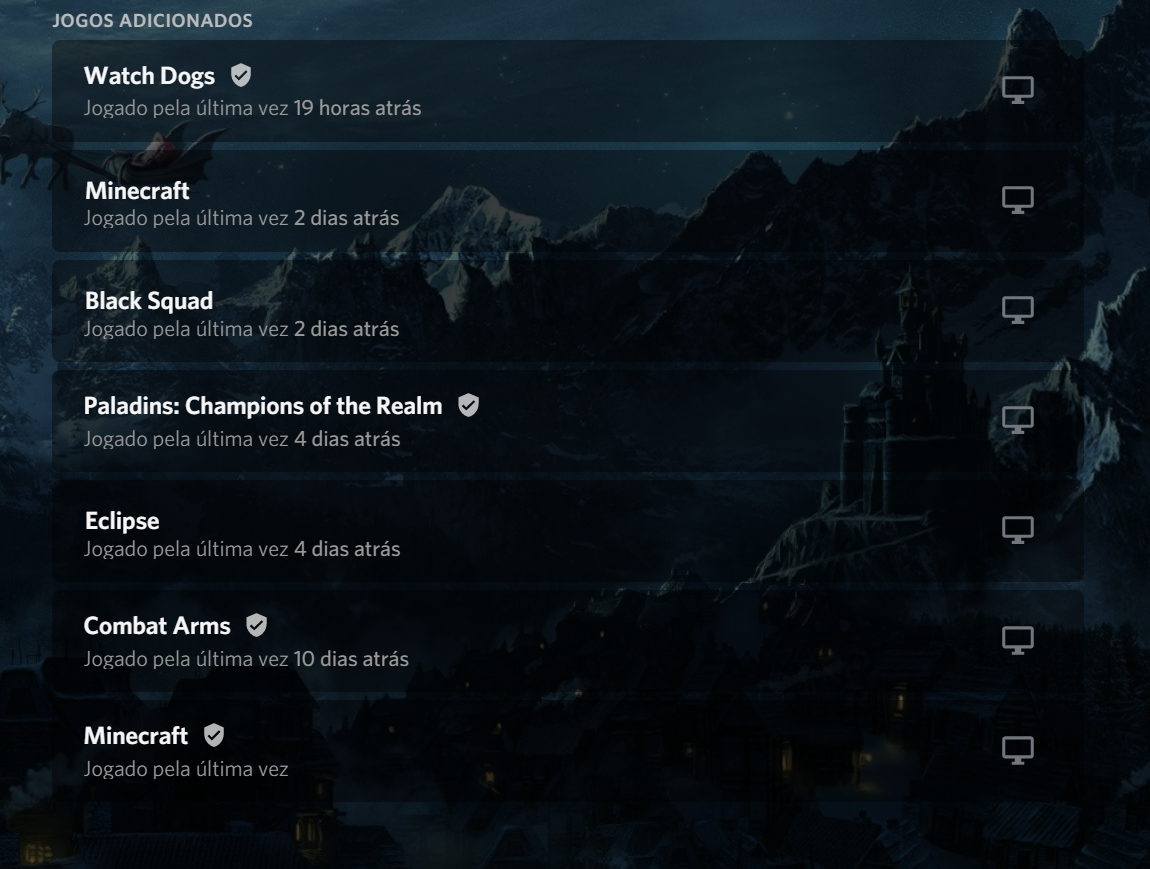 JOGOS ADICIONADOS
Watch Dogs
Jogado pela última vez 19 horas atrás
Minecraft
Jogado pela última vez 2 dias atrás
Black Squad
Jogado pela última vez 2 dias atrás
Paladins: Champions of the Realm
Jogado pela última vez 4 dias atrás
Eclipse
Jogado pela última vez 4 dias atrás
Combat Arms
Jogado pela última vez 10 dias atrás
Minecraft
Jogado pela última vez